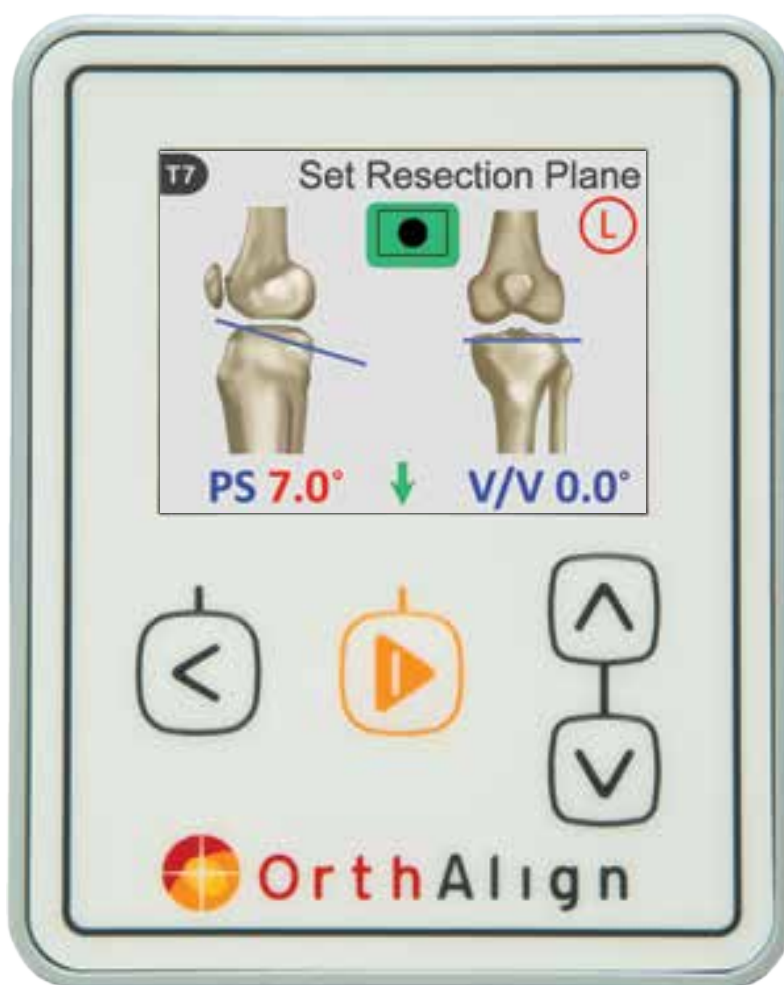 T7
Set Resection Plane
L
PS 7.0°
V/V 0.0°
OrthAlign